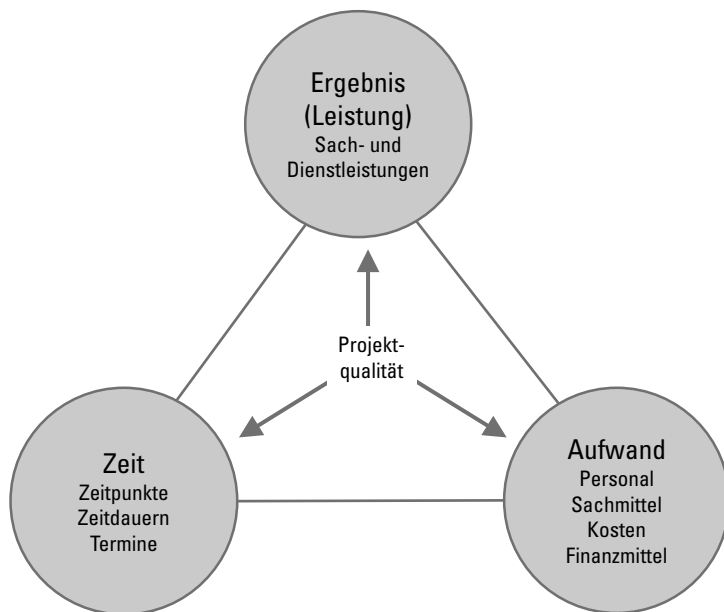 Ergebnis
(Leistung)
Sach- und
Dienstleistungen
Projekt-
qualität
Zeit
Zeitpunkte
Zeitdauern
Termine
Aufwand
Personal
Sachmittel
Kosten
Finanzmittel